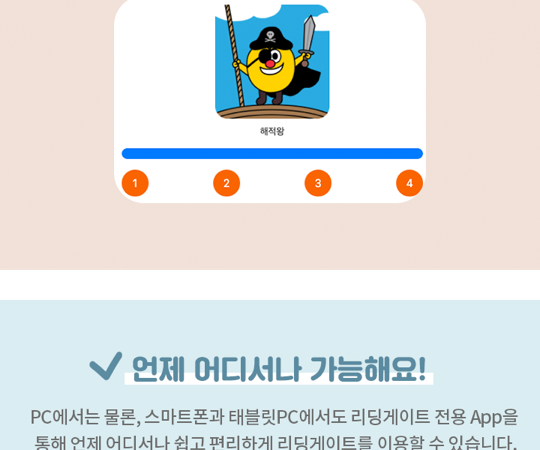 해적왕
1 2 3 4
언제 어디서나 가능해요!
PC에서는 물론, 스마트폰과 태블릿PC에서도 리딩게이트 전용 App을
통해 언제 어디서나 쉽고 편리하게 리딩게이트를 이용할 수 있습니다.